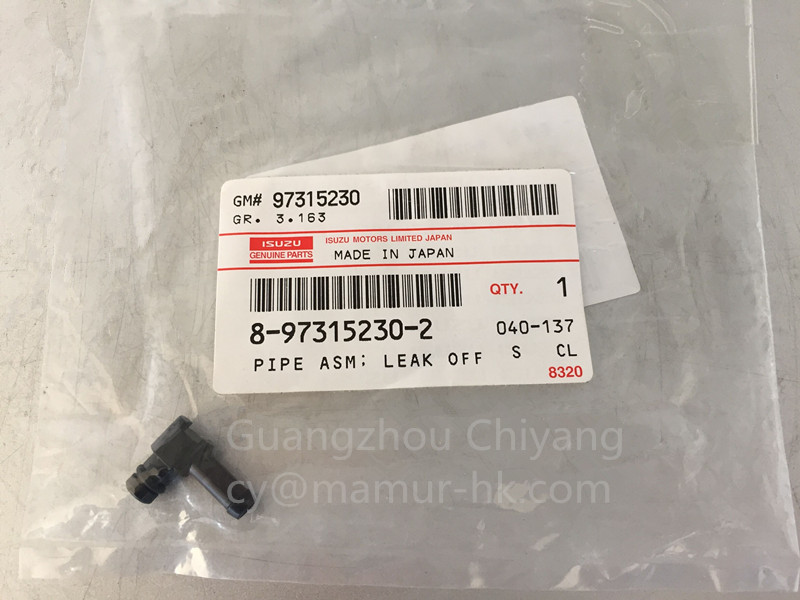 GM# 97315230
GR. 3.163
ISUZU
GENUINE PARTS
ISUZU MOTORS LIMITED JAPAN
MADE IN JAPAN
QTY. 1
8-97315230-2
040-137
PIPE ASM; LEAK OFF
S CL
8320
Guangzhou Chiyang
cy@mamur-hk.com